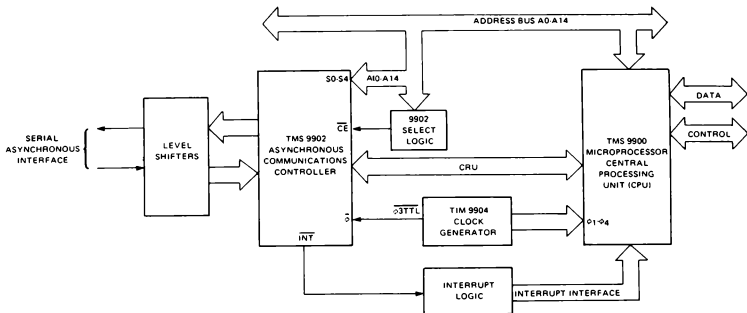 ADDRESS BUS A0-A14
S0-S4
A10-A14
9902
SELECT
LOGIC
CE
DATA
CONTROL
SERIAL
ASYNCHRONOUS
INTERFACE
LEVEL
SHIFTERS
TMS 9902
ASYNCHRONOUS
COMMUNICATIONS
CONTROLLER
TMS 9900
MICROPROCESSOR
CENTRAL
PROCESSING
UNIT (CPU)
CRU
φ
φ3TTL
TIM 9904
CLOCK
GENERATOR
φ1-φ4
INT
INTERRUPT
LOGIC
INTERRUPT INTERFACE